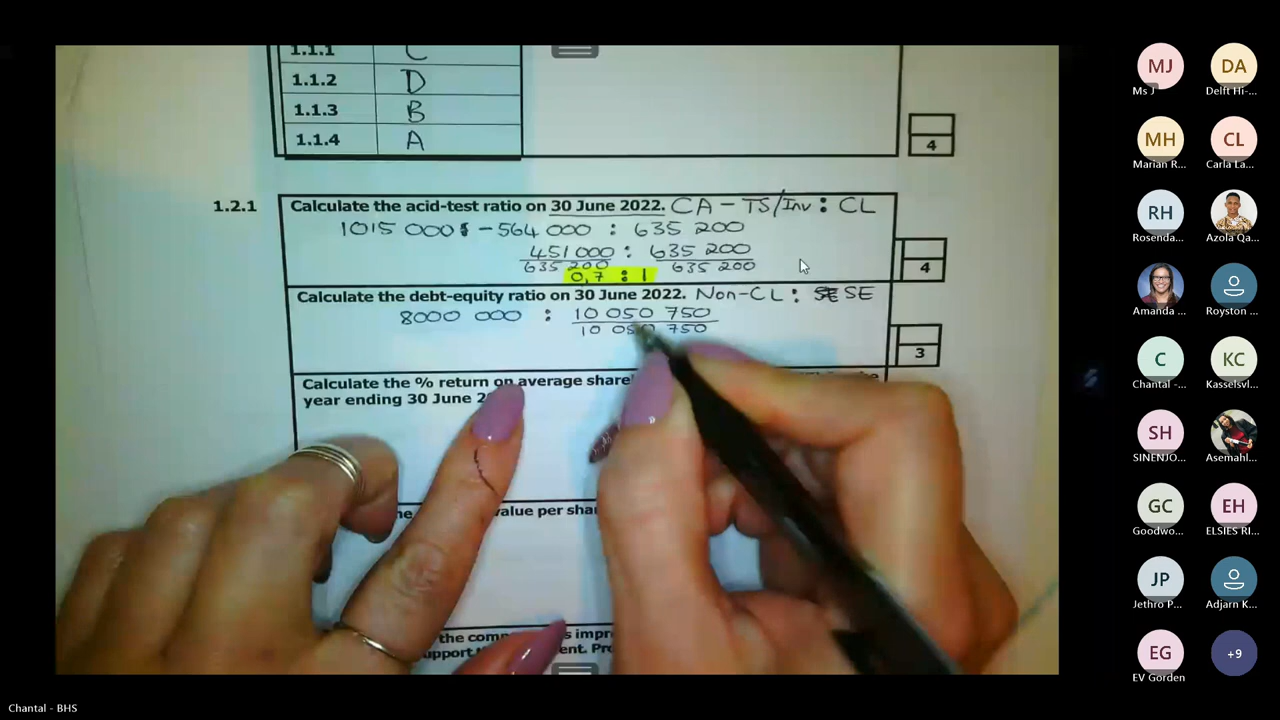 1.1.1 C
1.1.2 D
1.1.3 B
1.1.4 A
4
1.2.1 Calculate the acid-test ratio on 30 June 2022. CA - TS/Inv : CL
1015 000 - 564 000 : 635 200
451 000 : 635 200
635 200 635 200
0,7 : 1
4
Calculate the debt-equity ratio on 30 June 2022. Non-CL : SE
8000 000 : 10 050 750
10 050 750
3
Calculate the % return on average
year ending 30 June
value per
the
MJ DA
Ms J Delft Hi-...
MH CL
Marian R... Carla La...
RH
Rosenda... Azola Qa...
Amanda ... Royston ...
C KC
Chantal -... Kasselsvl...
SH
SINENJO... Asemahl...
GC EH
Goodwo... ELSIES RI...
JP
Jethro P... Adjarn K...
EG +9
EV Gorden
Chantal - BHS